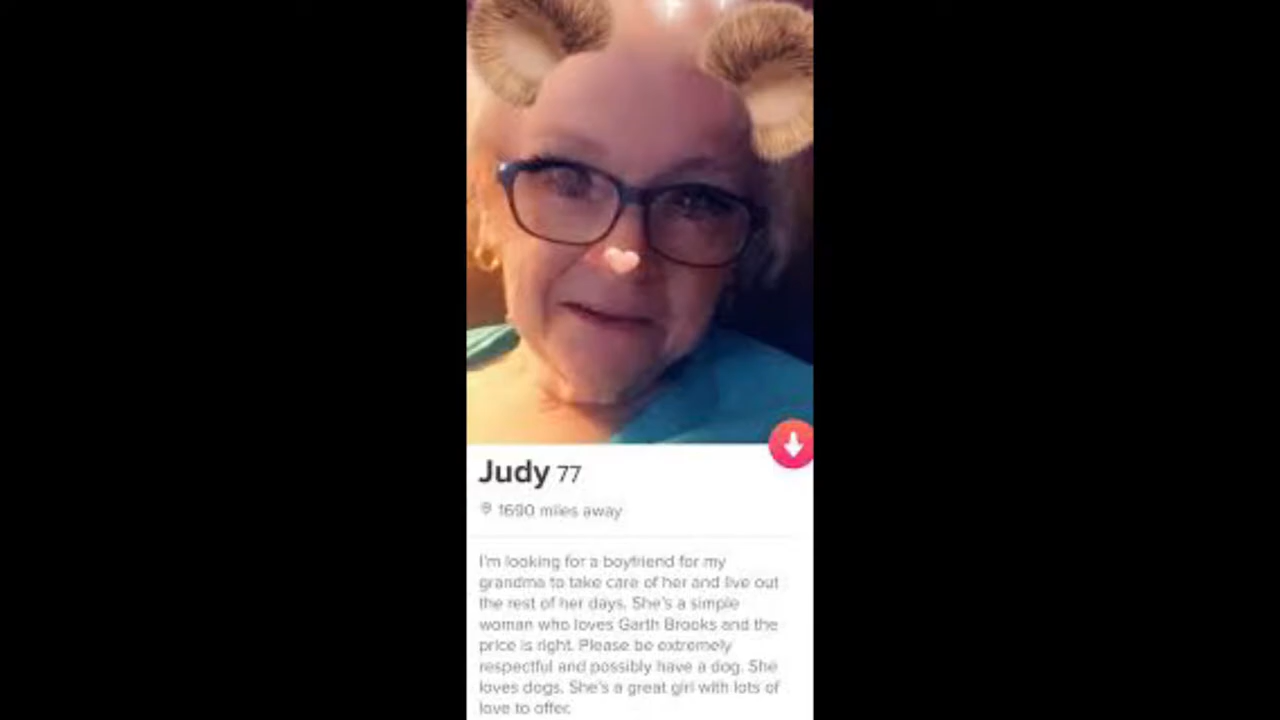 Judy 77
1690 miles away
I'm looking for a boyfriend for my
grandma to take care of her and live out
the rest of her days. She's a simple
woman who loves Garth Brooks and the
price is right. Please be extremely
respectful and possibly have a dog. She
loves dogs. She's a great girl with lots of
love to offer.